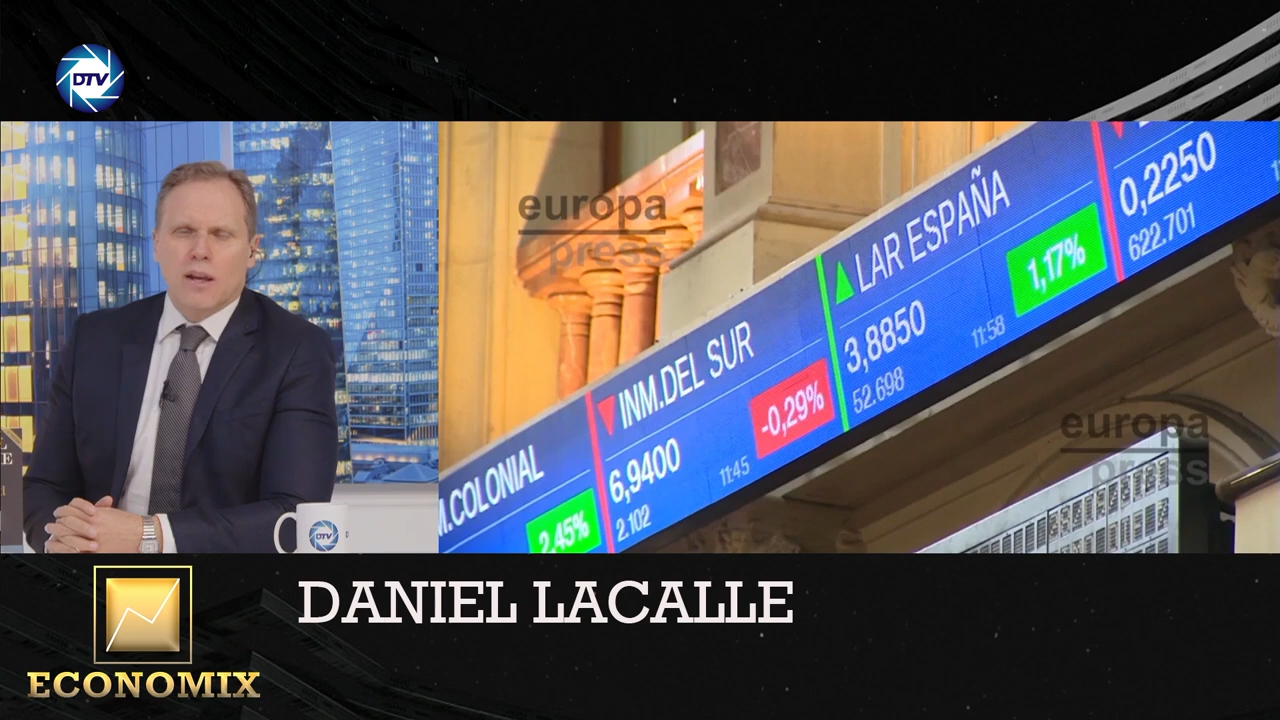 DTV
europa
press
0,2250
622.701
LAR ESPAÑA
3,8850
1,17%
52.698
11:58
INM.DEL SUR
6,9400
-0,29%
2.102
11:45
M.COLONIAL
2,45%
europa
press
DTV
DANIEL LACALLE
ECONOMIX